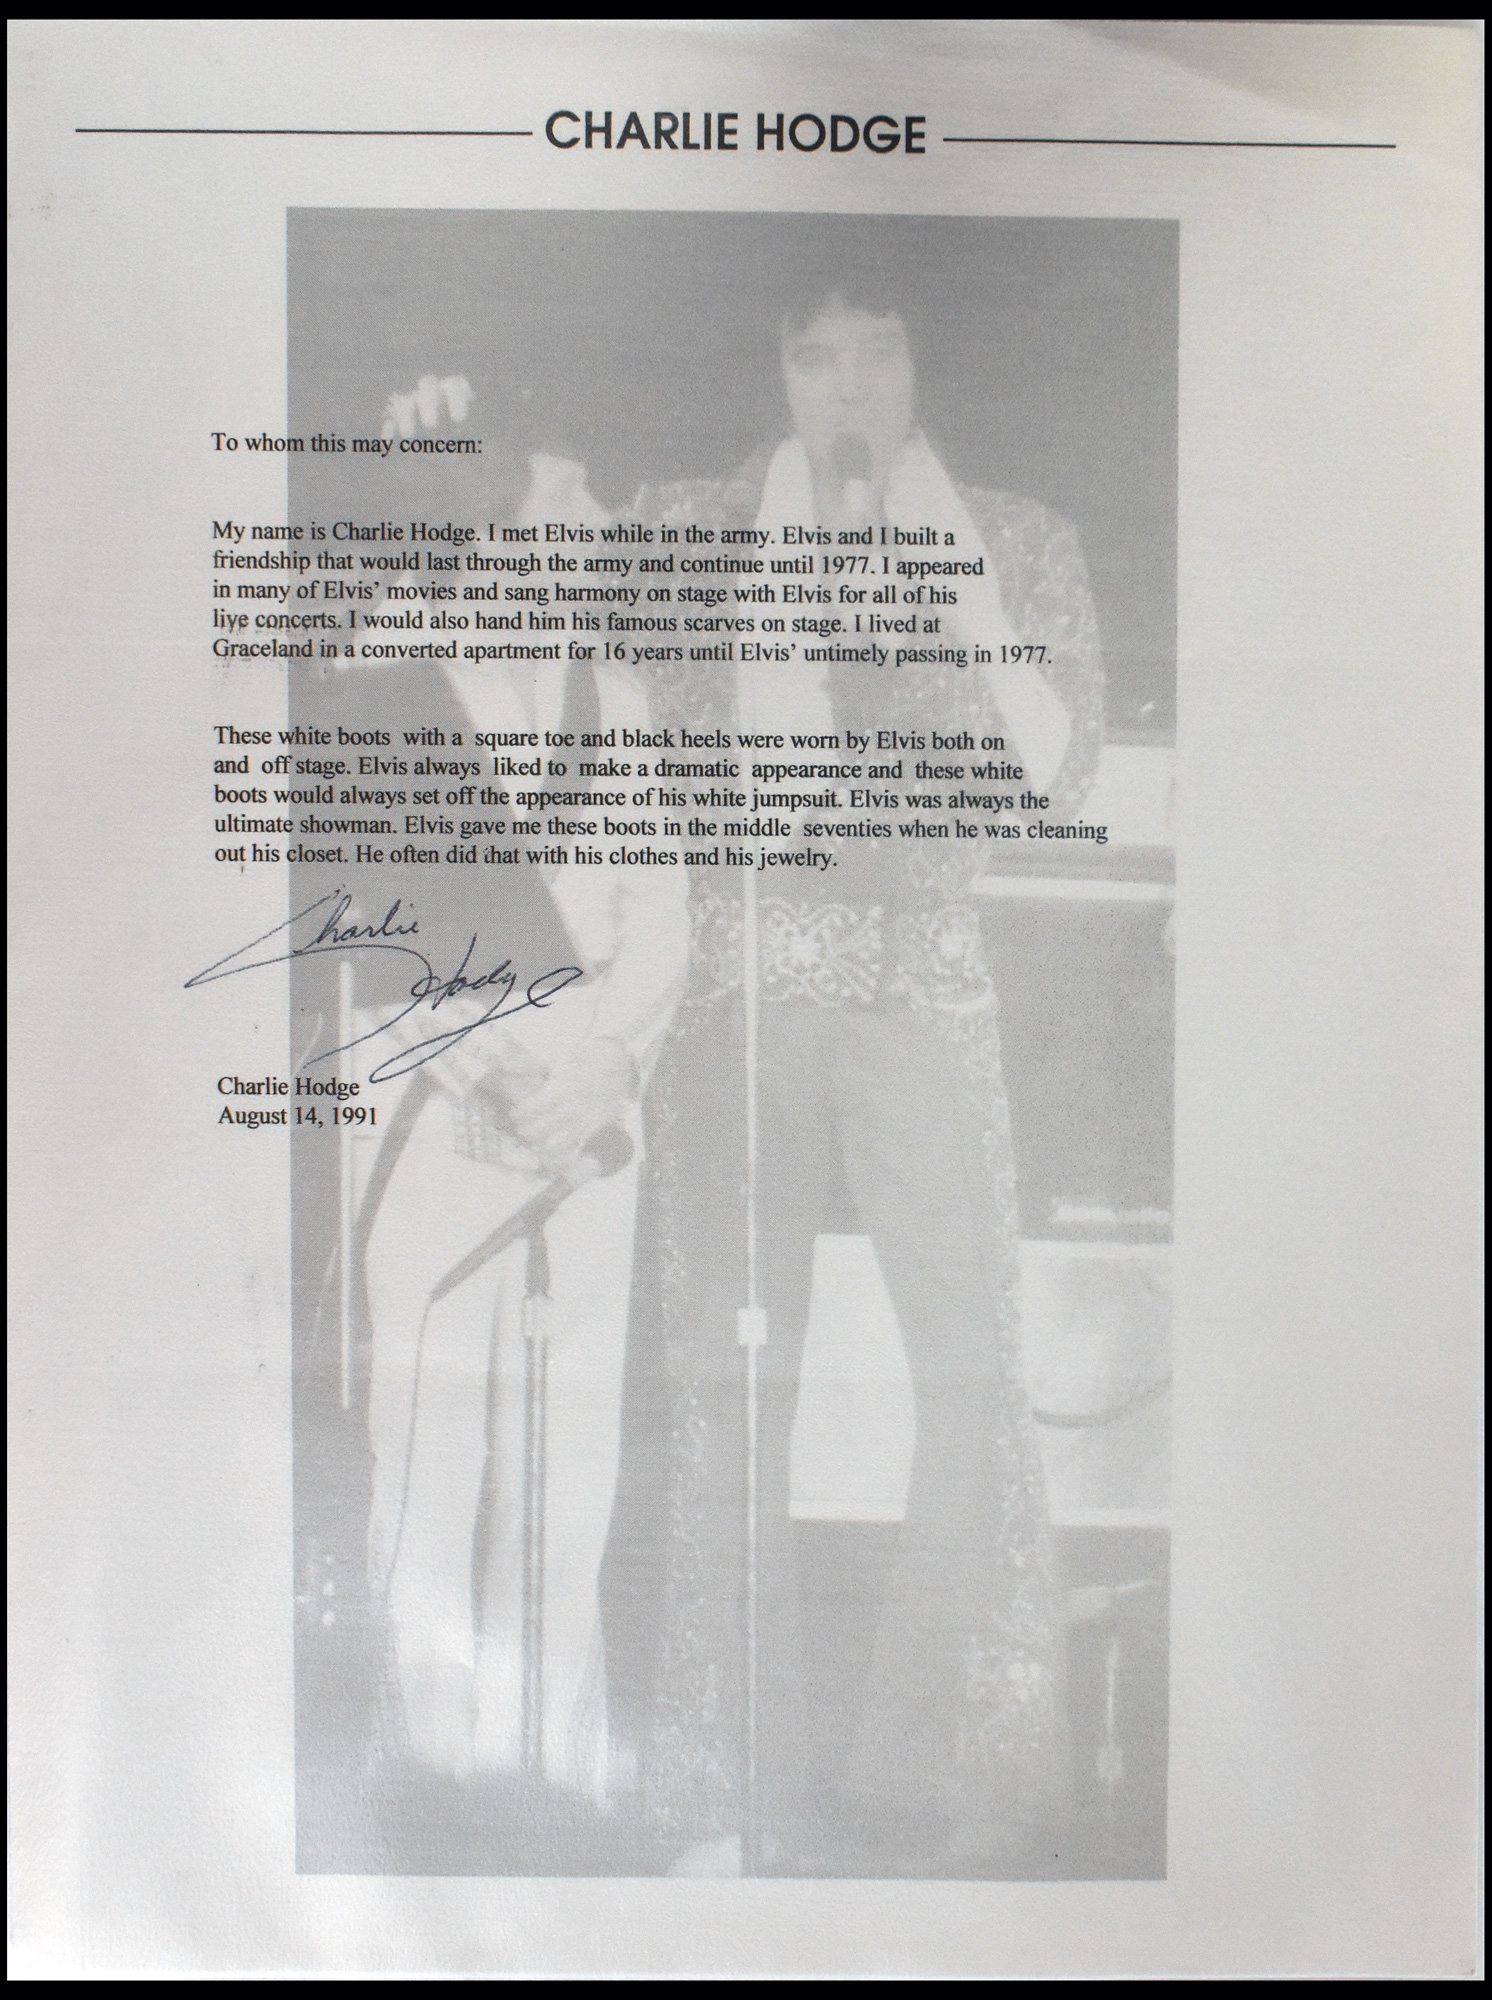 CHARLIE HODGE
To whom this may concern:
My name is Charlie Hodge. I met Elvis while in the army. Elvis and I built a
friendship that would last through the army and continue until 1977. I appeared
in many of Elvis’ movies and sang harmony on stage with Elvis for all of his
live concerts. I would also hand him his famous scarves on stage. I lived at
Graceland in a converted apartment for 16 years until Elvis’ untimely passing in 1977.
These white boots with a square toe and black heels were worn by Elvis both on
and off stage. Elvis always liked to make a dramatic appearance and these white
boots would always set off the appearance of his white jumpsuit. Elvis was always the
ultimate showman. Elvis gave me these boots in the middle seventies when he was cleaning
out his closet. He often did that with his clothes and his jewelry.
Charlie
Hodge
Charlie Hodge
August 14, 1991